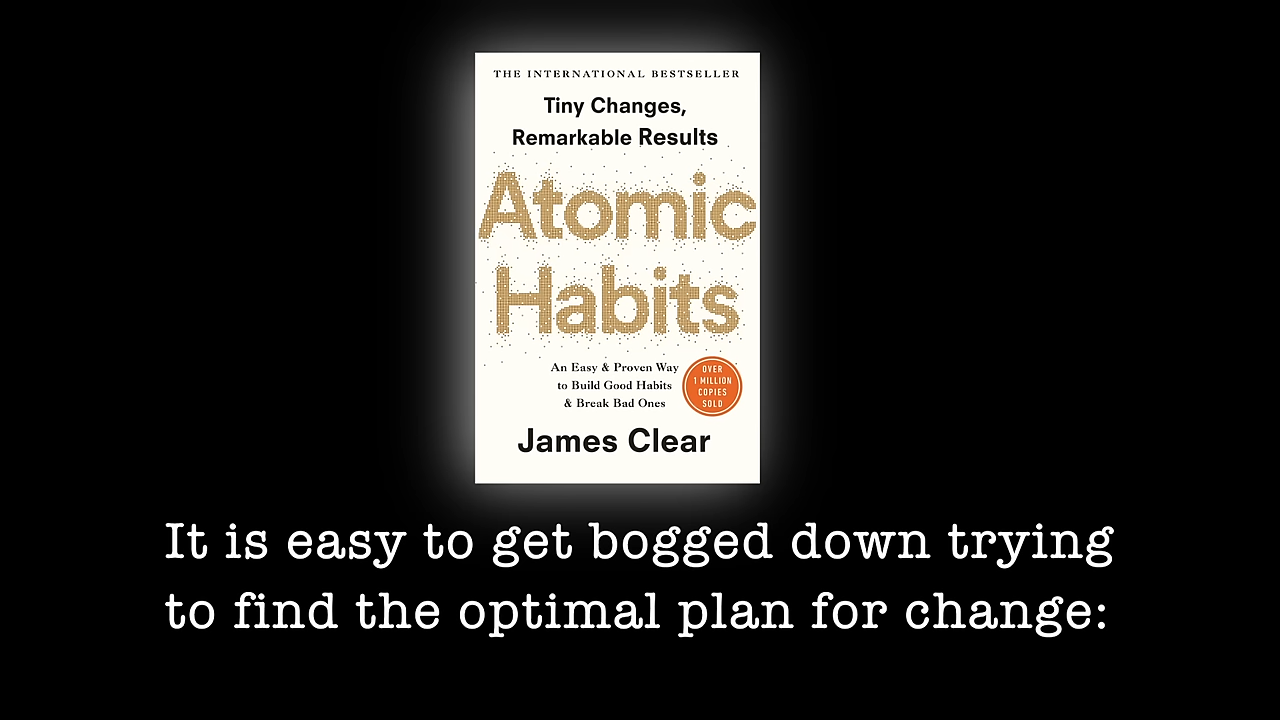 THE INTERNATIONAL BESTSELLER
Tiny Changes,
Remarkable Results
Atomic
Habits
An Easy & Proven Way
to Build Good Habits
& Break Bad Ones
OVER
1 MILLION
COPIES
SOLD
James Clear
It is easy to get bogged down trying
to find the optimal plan for change: